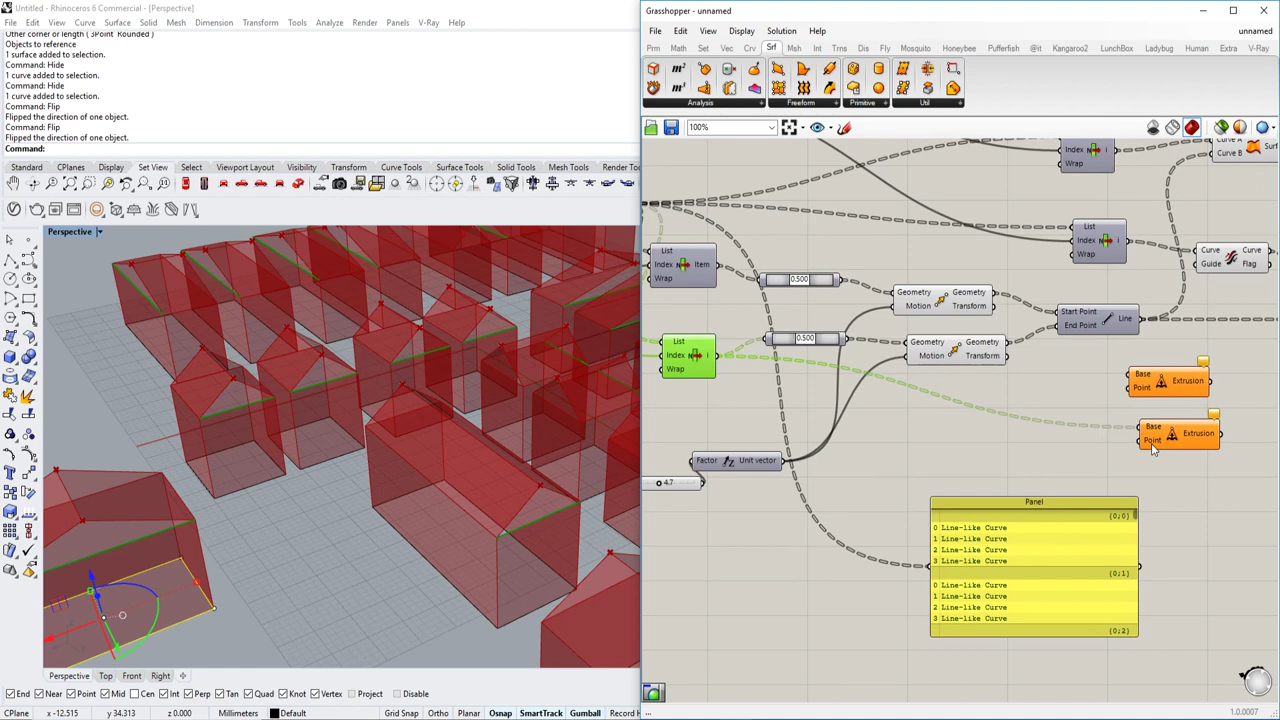 Untitled - Rhinoceros 6 Commercial - [Perspective]
File Edit View Curve Surface Solid Mesh Dimension Transform Tools Analyze Render Panels V-Ray Help
Other corner or length ( 3Point Rounded )
Objects to reference
1 surface added to selection.
Command: Hide
1 curve added to selection.
Command: Hide
1 curve added to selection.
Command: Flip
Flipped the direction of one object.
Command: Flip
Flipped the direction of one object.
Command:
Standard CPlanes Display Set View Select Viewport Layout Visibility Transform Curve Tools Surface Tools Solid Tools Mesh Tools Render To
Perspective
Perspective Top Front Right
End Near Point Mid Cen Int Perp Tan Quad Knot Vertex Project Disable
CPlane x -12.515 y 34.313 z 0.000 Millimeters Default Grid Snap Ortho Planar Osnap SmartTrack Gumball Record H
Grasshopper - unnamed
File Edit View Display Solution Help unnamed
Prm Math Set Vec Crv Srf Msh Int Trns Dis Fly Mosquito Honeybee Pufferfish @it Kangaroo2 LunchBox Ladybug Human Extra V-Ray
m²
m³
Analysis Freeform Primitive Util
100%
Index i
Wrap
Curve A
Curve B Surf
List
Index i
Wrap
Curve Curve
Guide Flag
List
Index Item
Wrap
0.500
Geometry Geometry
Motion Transform
Start Point Line
End Point
List
Index i
Wrap
0.500
Geometry Geometry
Motion Transform
Base Extrusion
Point
Base Extrusion
Point
Factor Unit vector
4.7
Panel
{0;0}
0 Line-like Curve
1 Line-like Curve
2 Line-like Curve
3 Line-like Curve
{0;1}
0 Line-like Curve
1 Line-like Curve
2 Line-like Curve
3 Line-like Curve
{0;2}
...
1.0.0007